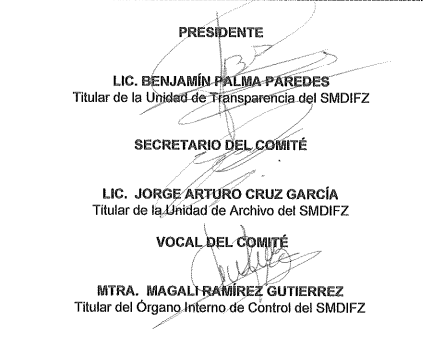 PRESIDENTE
LIC. BENJAMÍN PALMA PAREDES
Titular de la Unidad de Transparencia del SMDIFZ
SECRETARIO DEL COMITÉ
LIC. JORGE ARTURO CRUZ GARCÍA
Titular de la Unidad de Archivo del SMDIFZ
VOCAL DEL COMITÉ
MTRA. MAGALI RAMÍREZ GUTIERREZ
Titular del Órgano Interno de Control del SMDIFZ